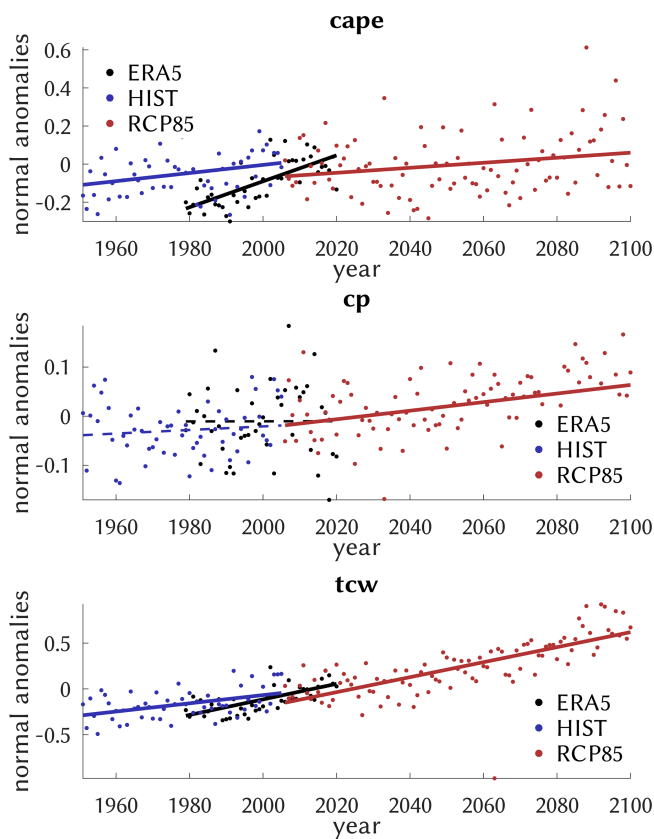 cape
normal anomalies
0.6
0.4
0.2
0
-0.2
ERA5
HIST
RCP85
1960 1980 2000 2020 2040 2060 2080 2100
year
cp
normal anomalies
0.1
0
-0.1
ERA5
HIST
RCP85
1960 1980 2000 2020 2040 2060 2080 2100
year
tcw
normal anomalies
0.5
0
-0.5
ERA5
HIST
RCP85
1960 1980 2000 2020 2040 2060 2080 2100
year